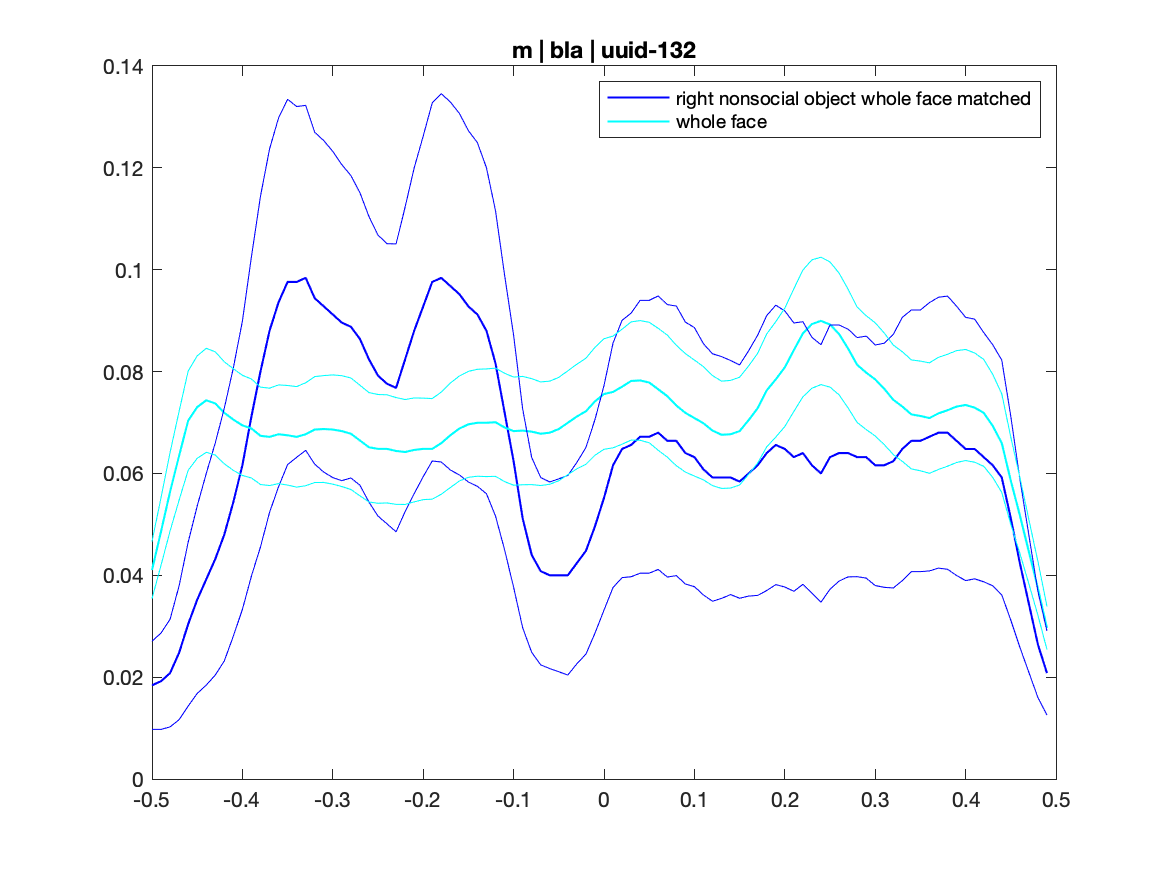 m | bla | uuid-132
0.14
0.12
0.1
0.08
0.06
0.04
0.02
0
right nonsocial object whole face matched
whole face
-0.5 -0.4 -0.3 -0.2 -0.1 0 0.1 0.2 0.3 0.4 0.5